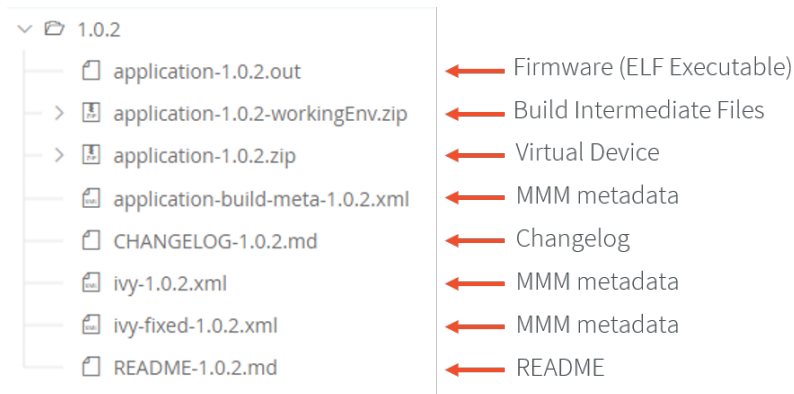 1.0.2
application-1.0.2.out Firmware (ELF Executable)
application-1.0.2-workingEnv.zip Build Intermediate Files
application-1.0.2.zip Virtual Device
application-build-meta-1.0.2.xml MMM metadata
CHANGELOG-1.0.2.md Changelog
ivy-1.0.2.xml MMM metadata
ivy-fixed-1.0.2.xml MMM metadata
README-1.0.2.md README